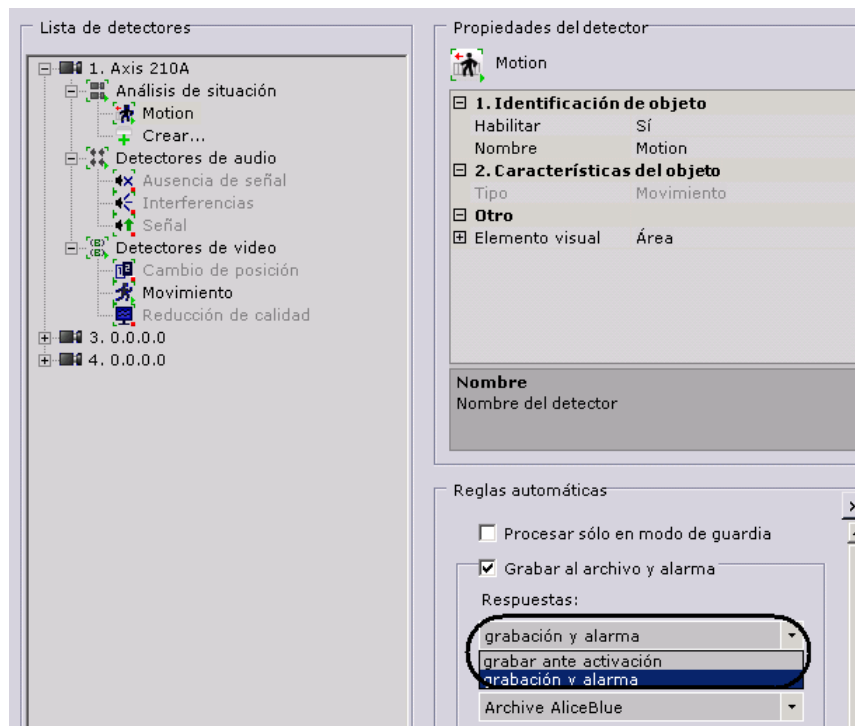 Lista de detectores
1. Axis 210A
Análisis de situación
Motion
Crear...
Detectores de audio
Ausencia de señal
Interferencias
Señal
Detectores de video
Cambio de posición
Movimiento
Reducción de calidad
3. 0.0.0.0
4. 0.0.0.0
Propiedades del detector
Motion
1. Identificación de objeto
Habilitar Sí
Nombre Motion
2. Características del objeto
Tipo Movimiento
Otro
Elemento visual Área
Nombre
Nombre del detector
Reglas automáticas
Procesar sólo en modo de guardia
Grabar al archivo y alarma
Respuestas:
grabación y alarma
grabar ante activación
grabación y alarma
Archive AliceBlue